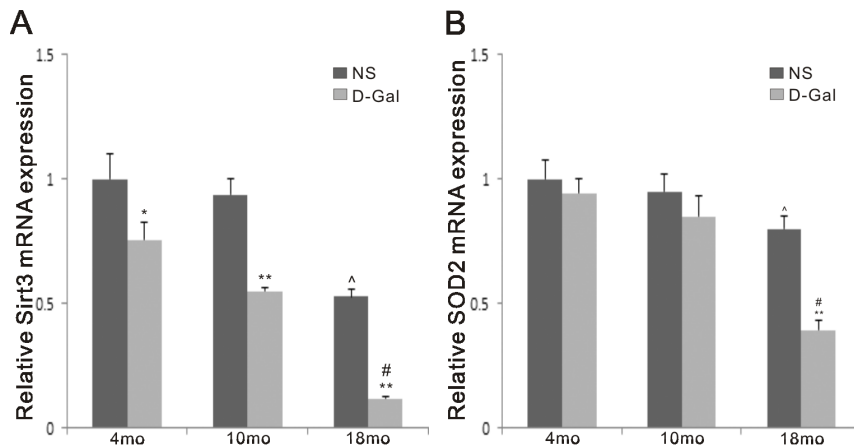 A
Relative Sirt3 mRNA expression
1.5
1
0.5
0
NS
D-Gal
*
**
^
#
**
4mo
10mo
18mo
B
Relative SOD2 mRNA expression
1.5
1
0.5
0
NS
D-Gal
^
#
**
4mo
10mo
18mo